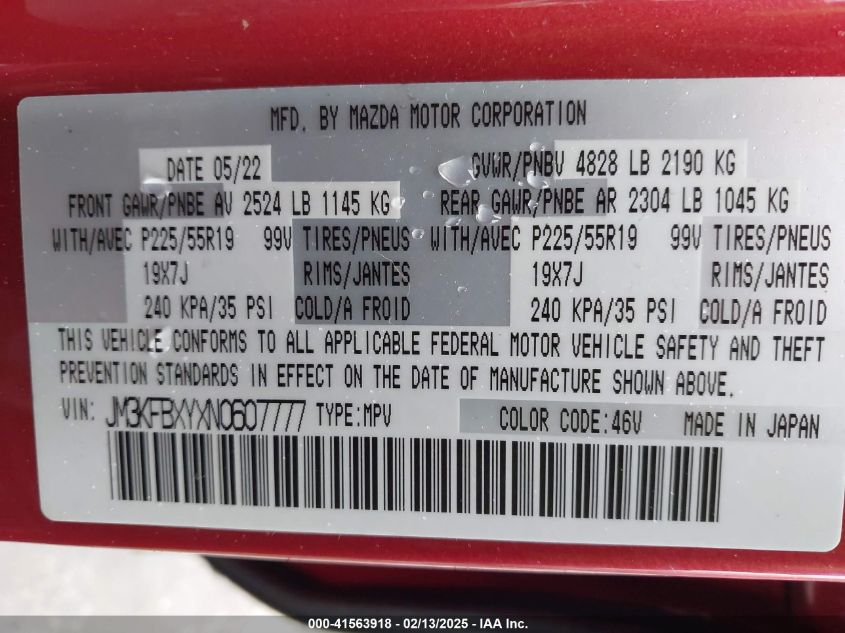 MFD. BY MAZDA MOTOR CORPORATION
DATE 05/22 GVWR/PNBV 4828 LB 2190 KG
FRONT GAWR/PNBE AV 2524 LB 1145 KG REAR GAWR/PNBE AR 2304 LB 1045 KG
WITH/AVEC P225/55R19 99V TIRES/PNEUS WITH/AVEC P225/55R19 99V TIRES/PNEUS
19X7J RIMS/JANTES 19X7J RIMS/JANTES
240 KPA/35 PSI COLD/A FROID 240 KPA/35 PSI COLD/A FROID
THIS VEHICLE CONFORMS TO ALL APPLICABLE FEDERAL MOTOR VEHICLE SAFETY AND THEFT
PREVENTION STANDARDS IN EFFECT ON THE DATE OF MANUFACTURE SHOWN ABOVE.
VIN: JM3KFBXYXN0607777 TYPE:MPV COLOR CODE:46V MADE IN JAPAN
000-41563918 - 02/13/2025 - IAA Inc.